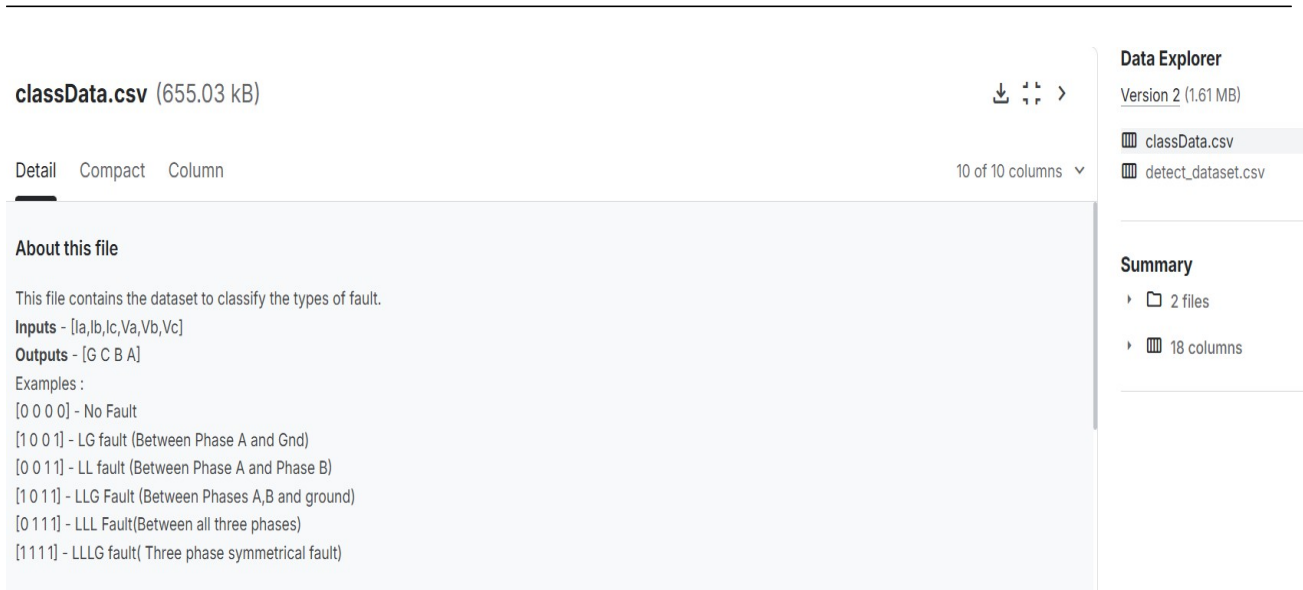 classData.csv (655.03 kB)
Detail Compact Column
10 of 10 columns
About this file
This file contains the dataset to classify the types of fault.
Inputs - [Ia,Ib,Ic,Va,Vb,Vc]
Outputs - [G C B A]
Examples :
[0 0 0 0] - No Fault
[1 0 0 1] - LG fault (Between Phase A and Gnd)
[0 0 1 1] - LL fault (Between Phase A and Phase B)
[1 0 1 1] - LLG Fault (Between Phases A,B and ground)
[0 1 1 1] - LLL Fault(Between all three phases)
[1 1 1 1] - LLLG fault( Three phase symmetrical fault)
Data Explorer
Version 2 (1.61 MB)
classData.csv
detect_dataset.csv
Summary
2 files
18 columns